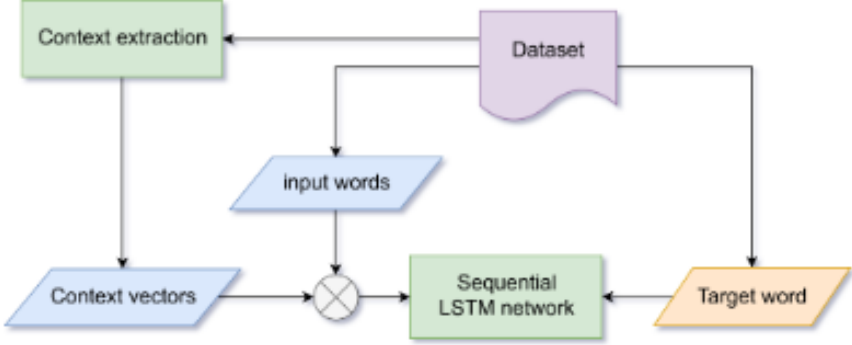 Context extraction
Dataset
input words
Context vectors
Sequential
LSTM network
Target word